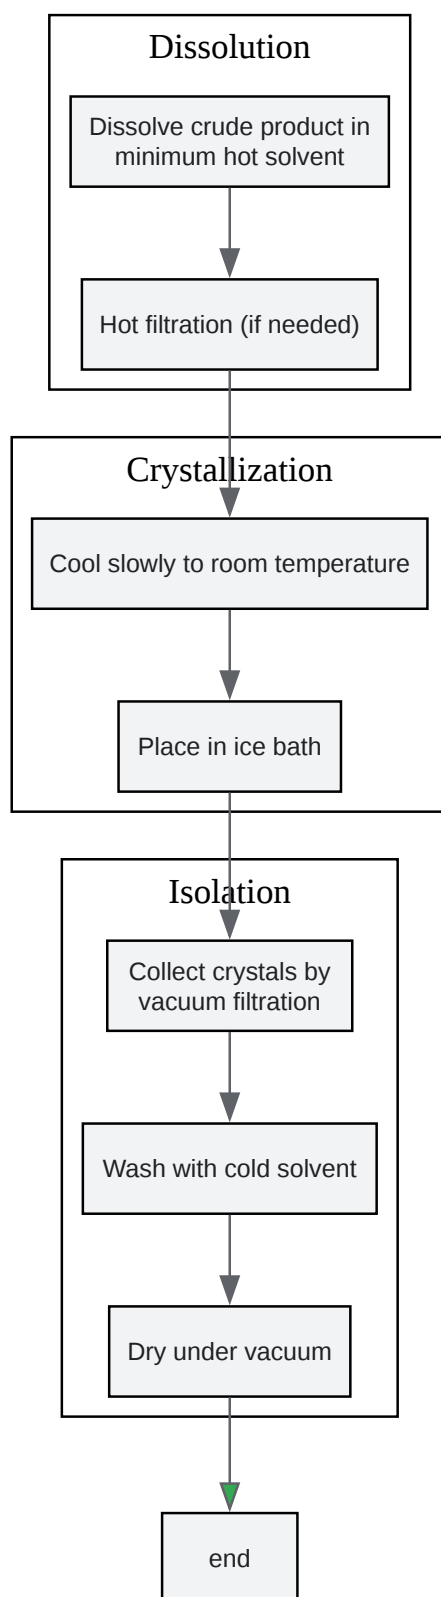 Dissolution
Dissolve crude product in
minimum hot solvent
Hot filtration (if needed)
Crystallization
Cool slowly to room temperature
Place in ice bath
Isolation
Collect crystals by
vacuum filtration
Wash with cold solvent
Dry under vacuum
end